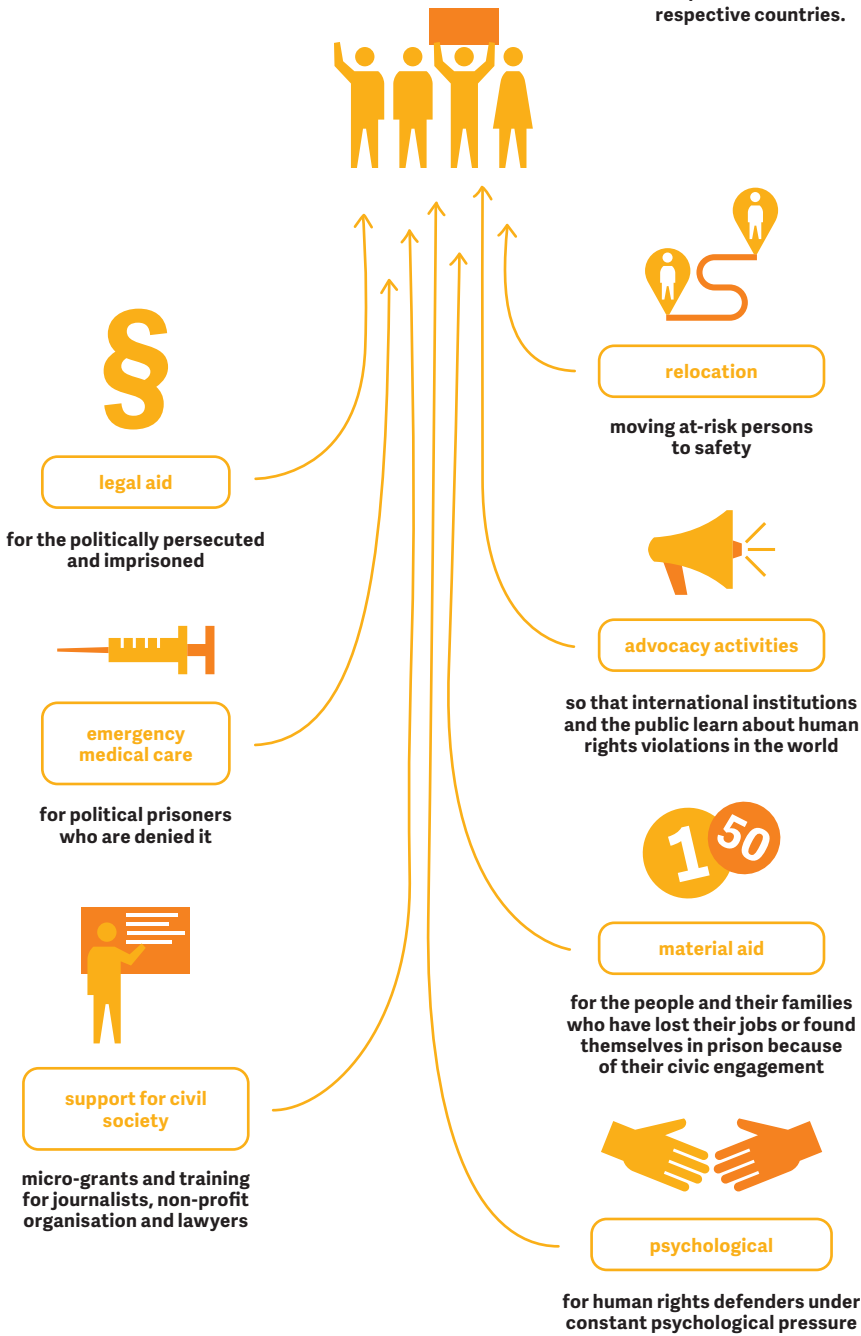 respective countries.
§
legal aid
for the politically persecuted
and imprisoned
emergency
medical care
for political prisoners
who are denied it
support for civil
society
micro-grants and training
for journalists, non-profit
organisation and lawyers
relocation
moving at-risk persons
to safety
advocacy activities
so that international institutions
and the public learn about human
rights violations in the world
1
50
material aid
for the people and their families
who have lost their jobs or found
themselves in prison because
of their civic engagement
psychological
for human rights defenders under
constant psychological pressure